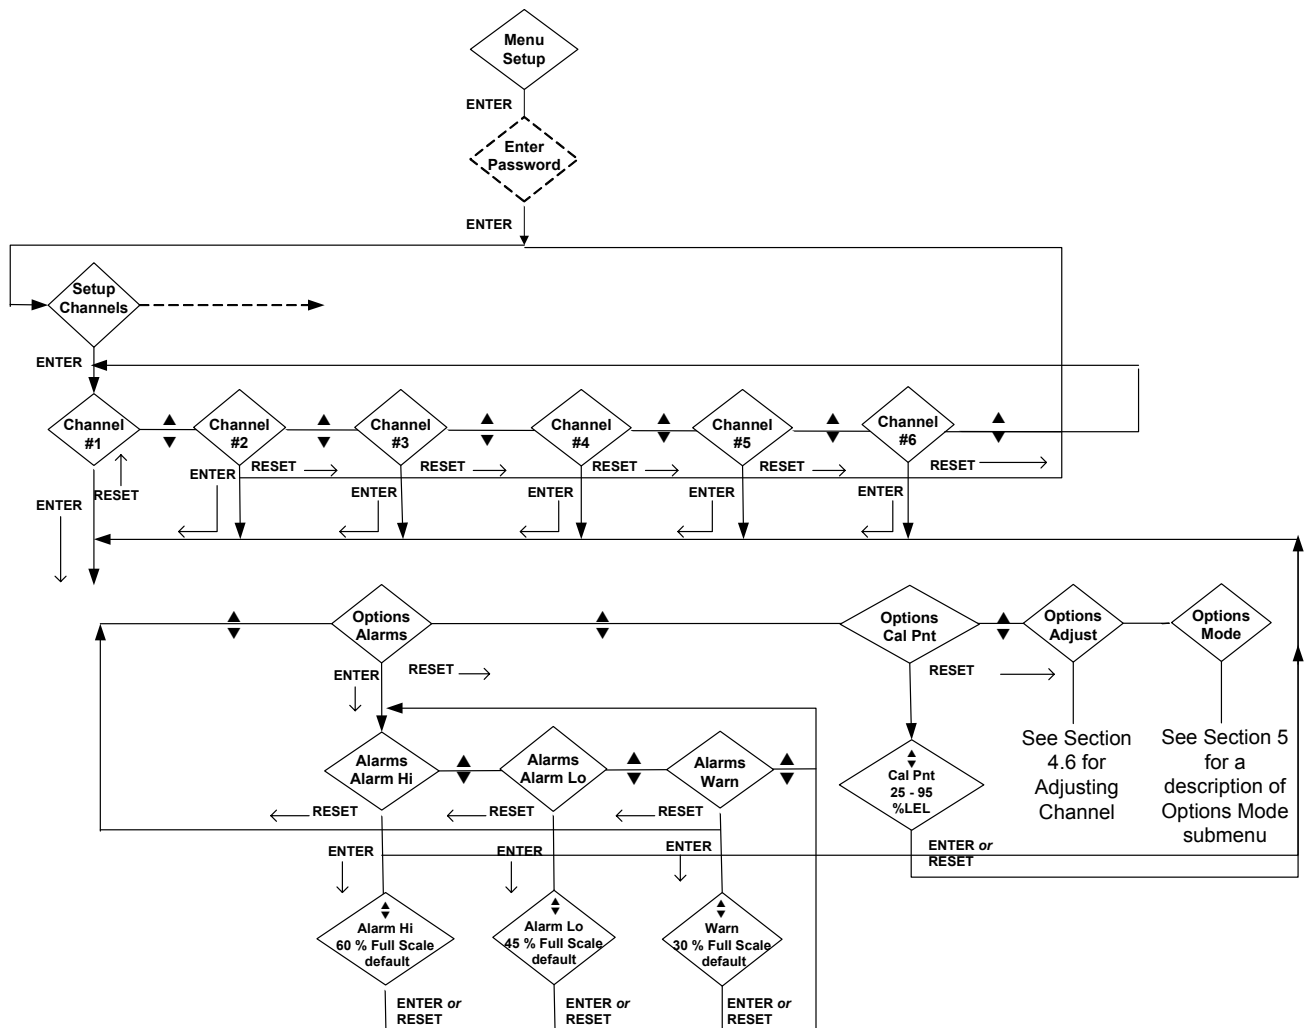 Menu
Setup
ENTER
Enter
Password
ENTER
Setup
Channels
ENTER
Channel
#1
Channel
#2
Channel
#3
Channel
#4
Channel
#5
Channel
#6
RESET
RESET
RESET
RESET
RESET
ENTER
ENTER
ENTER
ENTER
ENTER
RESET
ENTER
Options
Alarms
Options
Cal Pnt
Options
Adjust
Options
Mode
ENTER
RESET
RESET
See Section
4.6 for
Adjusting
Channel
See Section 5
for a
description of
Options Mode
submenu
Alarms
Alarm Hi
Alarms
Alarm Lo
Alarms
Warn
Cal Pnt
25 - 95
%LEL
RESET
RESET
RESET
ENTER
ENTER
ENTER
ENTER or
RESET
Alarm Hi
60 % Full Scale
default
Alarm Lo
45 % Full Scale
default
Warn
30 % Full Scale
default
ENTER or
RESET
ENTER or
RESET
ENTER or
RESET